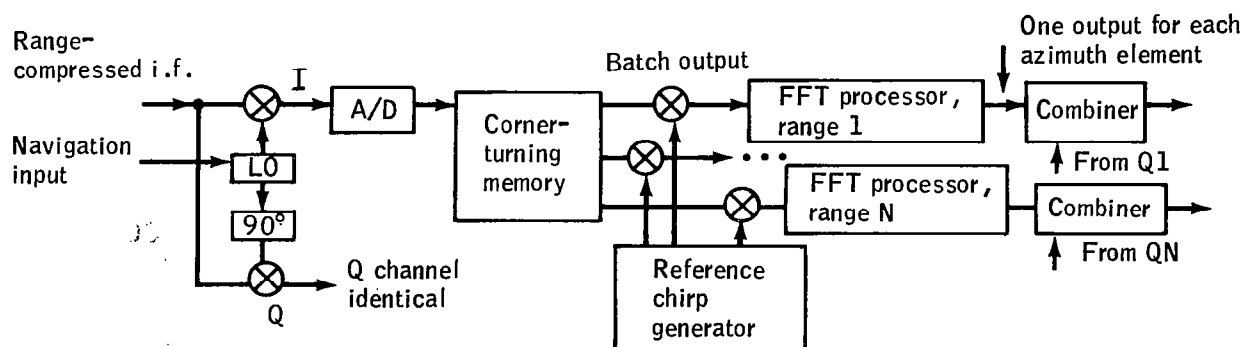 Range-
compressed i.f.
I
A/D
Navigation
input
LO
90°
Q
Q channel
identical
Corner-
turning
memory
Batch output
FFT processor,
range 1
• • •
FFT processor,
range N
Reference
chirp
generator
One output for each
azimuth element
Combiner
From Q1
Combiner
From QN